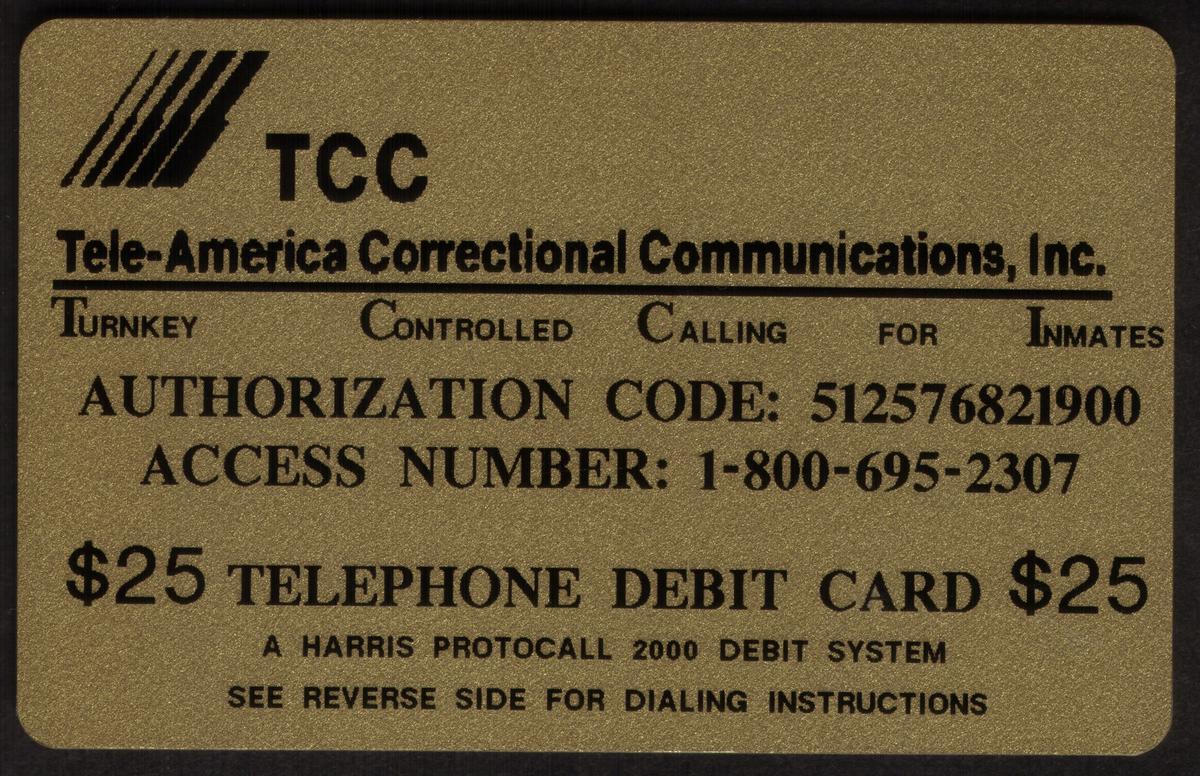 TCC
Tele-America Correctional Communications, Inc.
TURNKEY CONTROLLED CALLING FOR INMATES
AUTHORIZATION CODE: 512576821900
ACCESS NUMBER: 1-800-695-2307
$25 TELEPHONE DEBIT CARD $25
A HARRIS PROTOCALL 2000 DEBIT SYSTEM
SEE REVERSE SIDE FOR DIALING INSTRUCTIONS